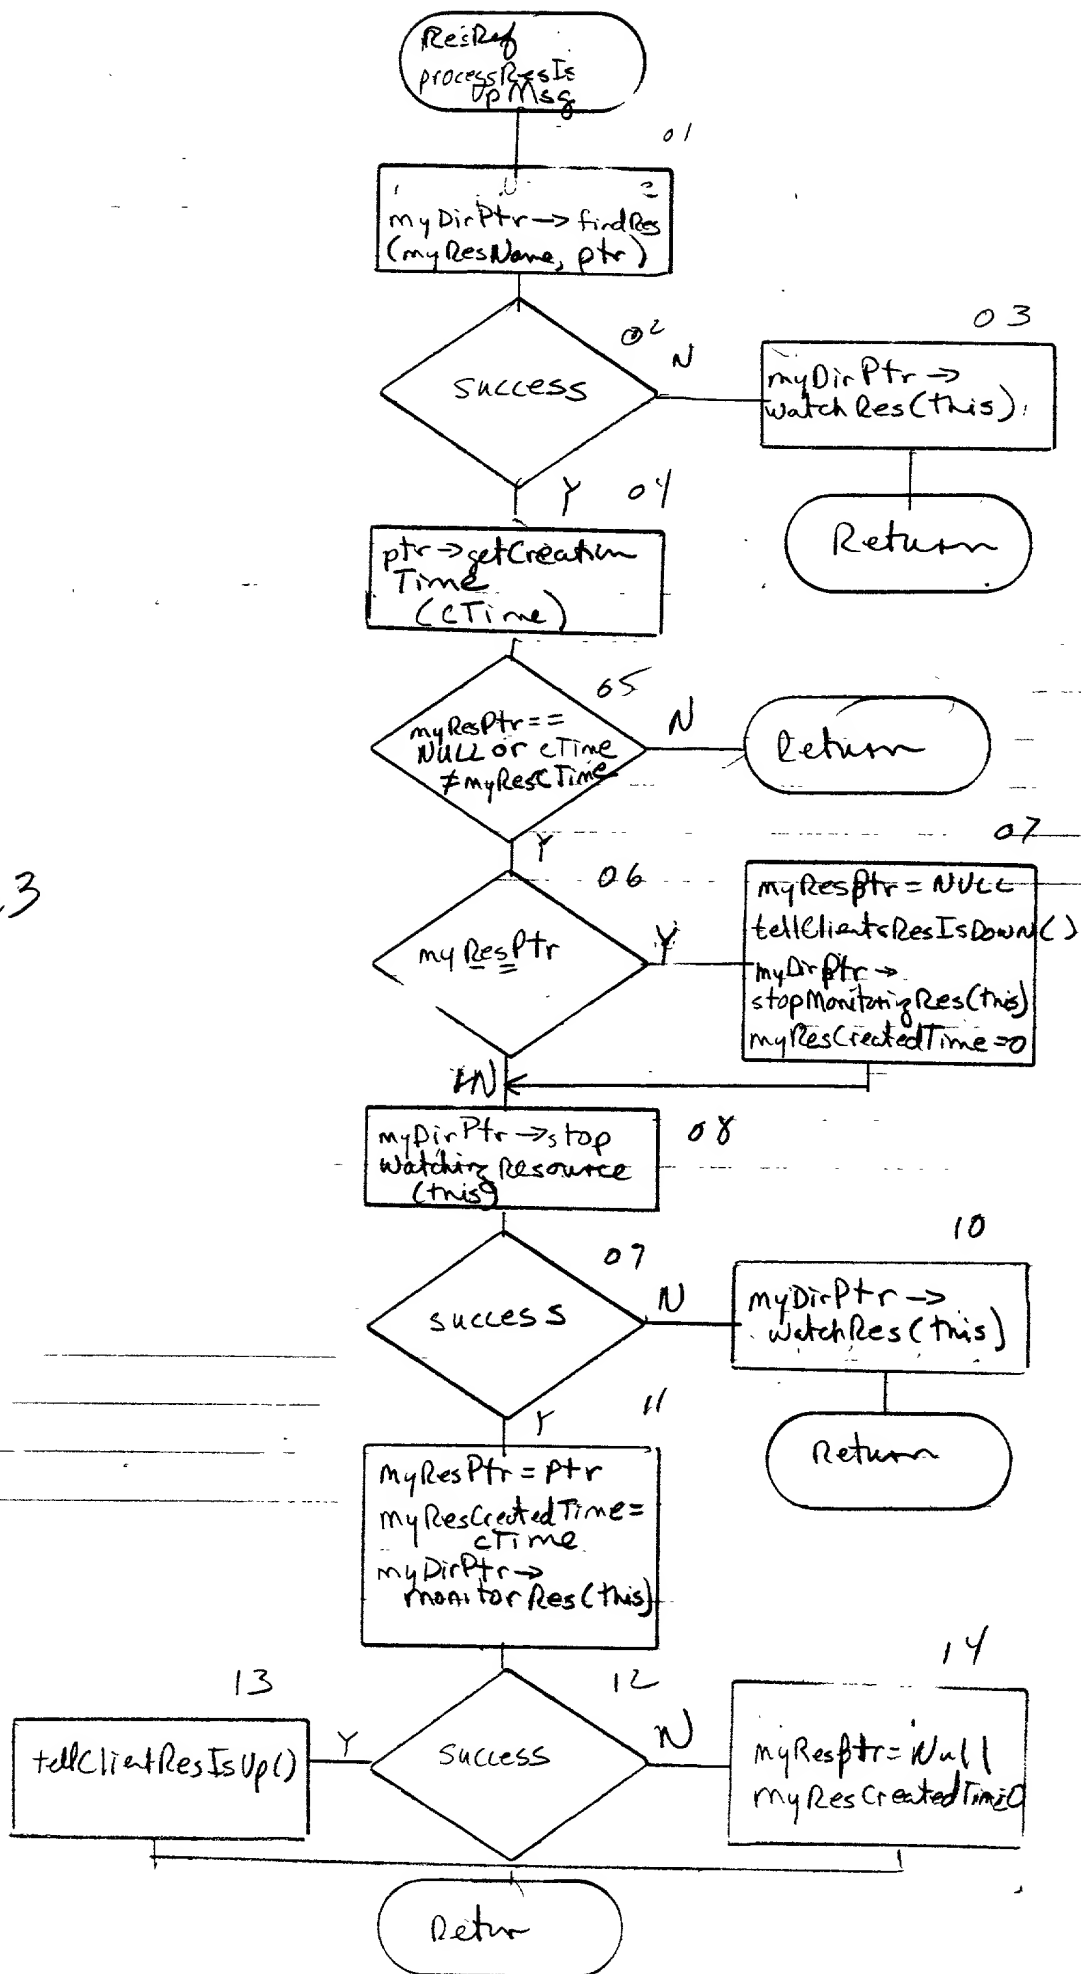 ResRef
processResIs
UpMsg
01
1 2
myDirPtr → findRes
(myResName, ptr)
02
success
N
03
myDirPtr →
watchRes(this)
Return
Y
04
ptr → getCreation
Time
(cTime)
05
myResPtr ==
NULL or cTime
≠ myResCTime
N
Return
Y
06
myResPtr
Y
07
myResPtr = NULL
tellClientsResIsDown()
myDirPtr →
stopMonitoringRes(this)
myResCreatedTime=0
3
N
08
myDirPtr → stop
Watching Resource
(this)
09
success
N
10
myDirPtr →
watchRes(this)
Return
Y
11
myResPtr = ptr
myResCreatedTime =
cTime
myDirPtr →
monitorRes(this)
12
success
Y
13
tellClientResIsUp()
N
14
myResPtr = Null
myResCreatedTime=0
Retur